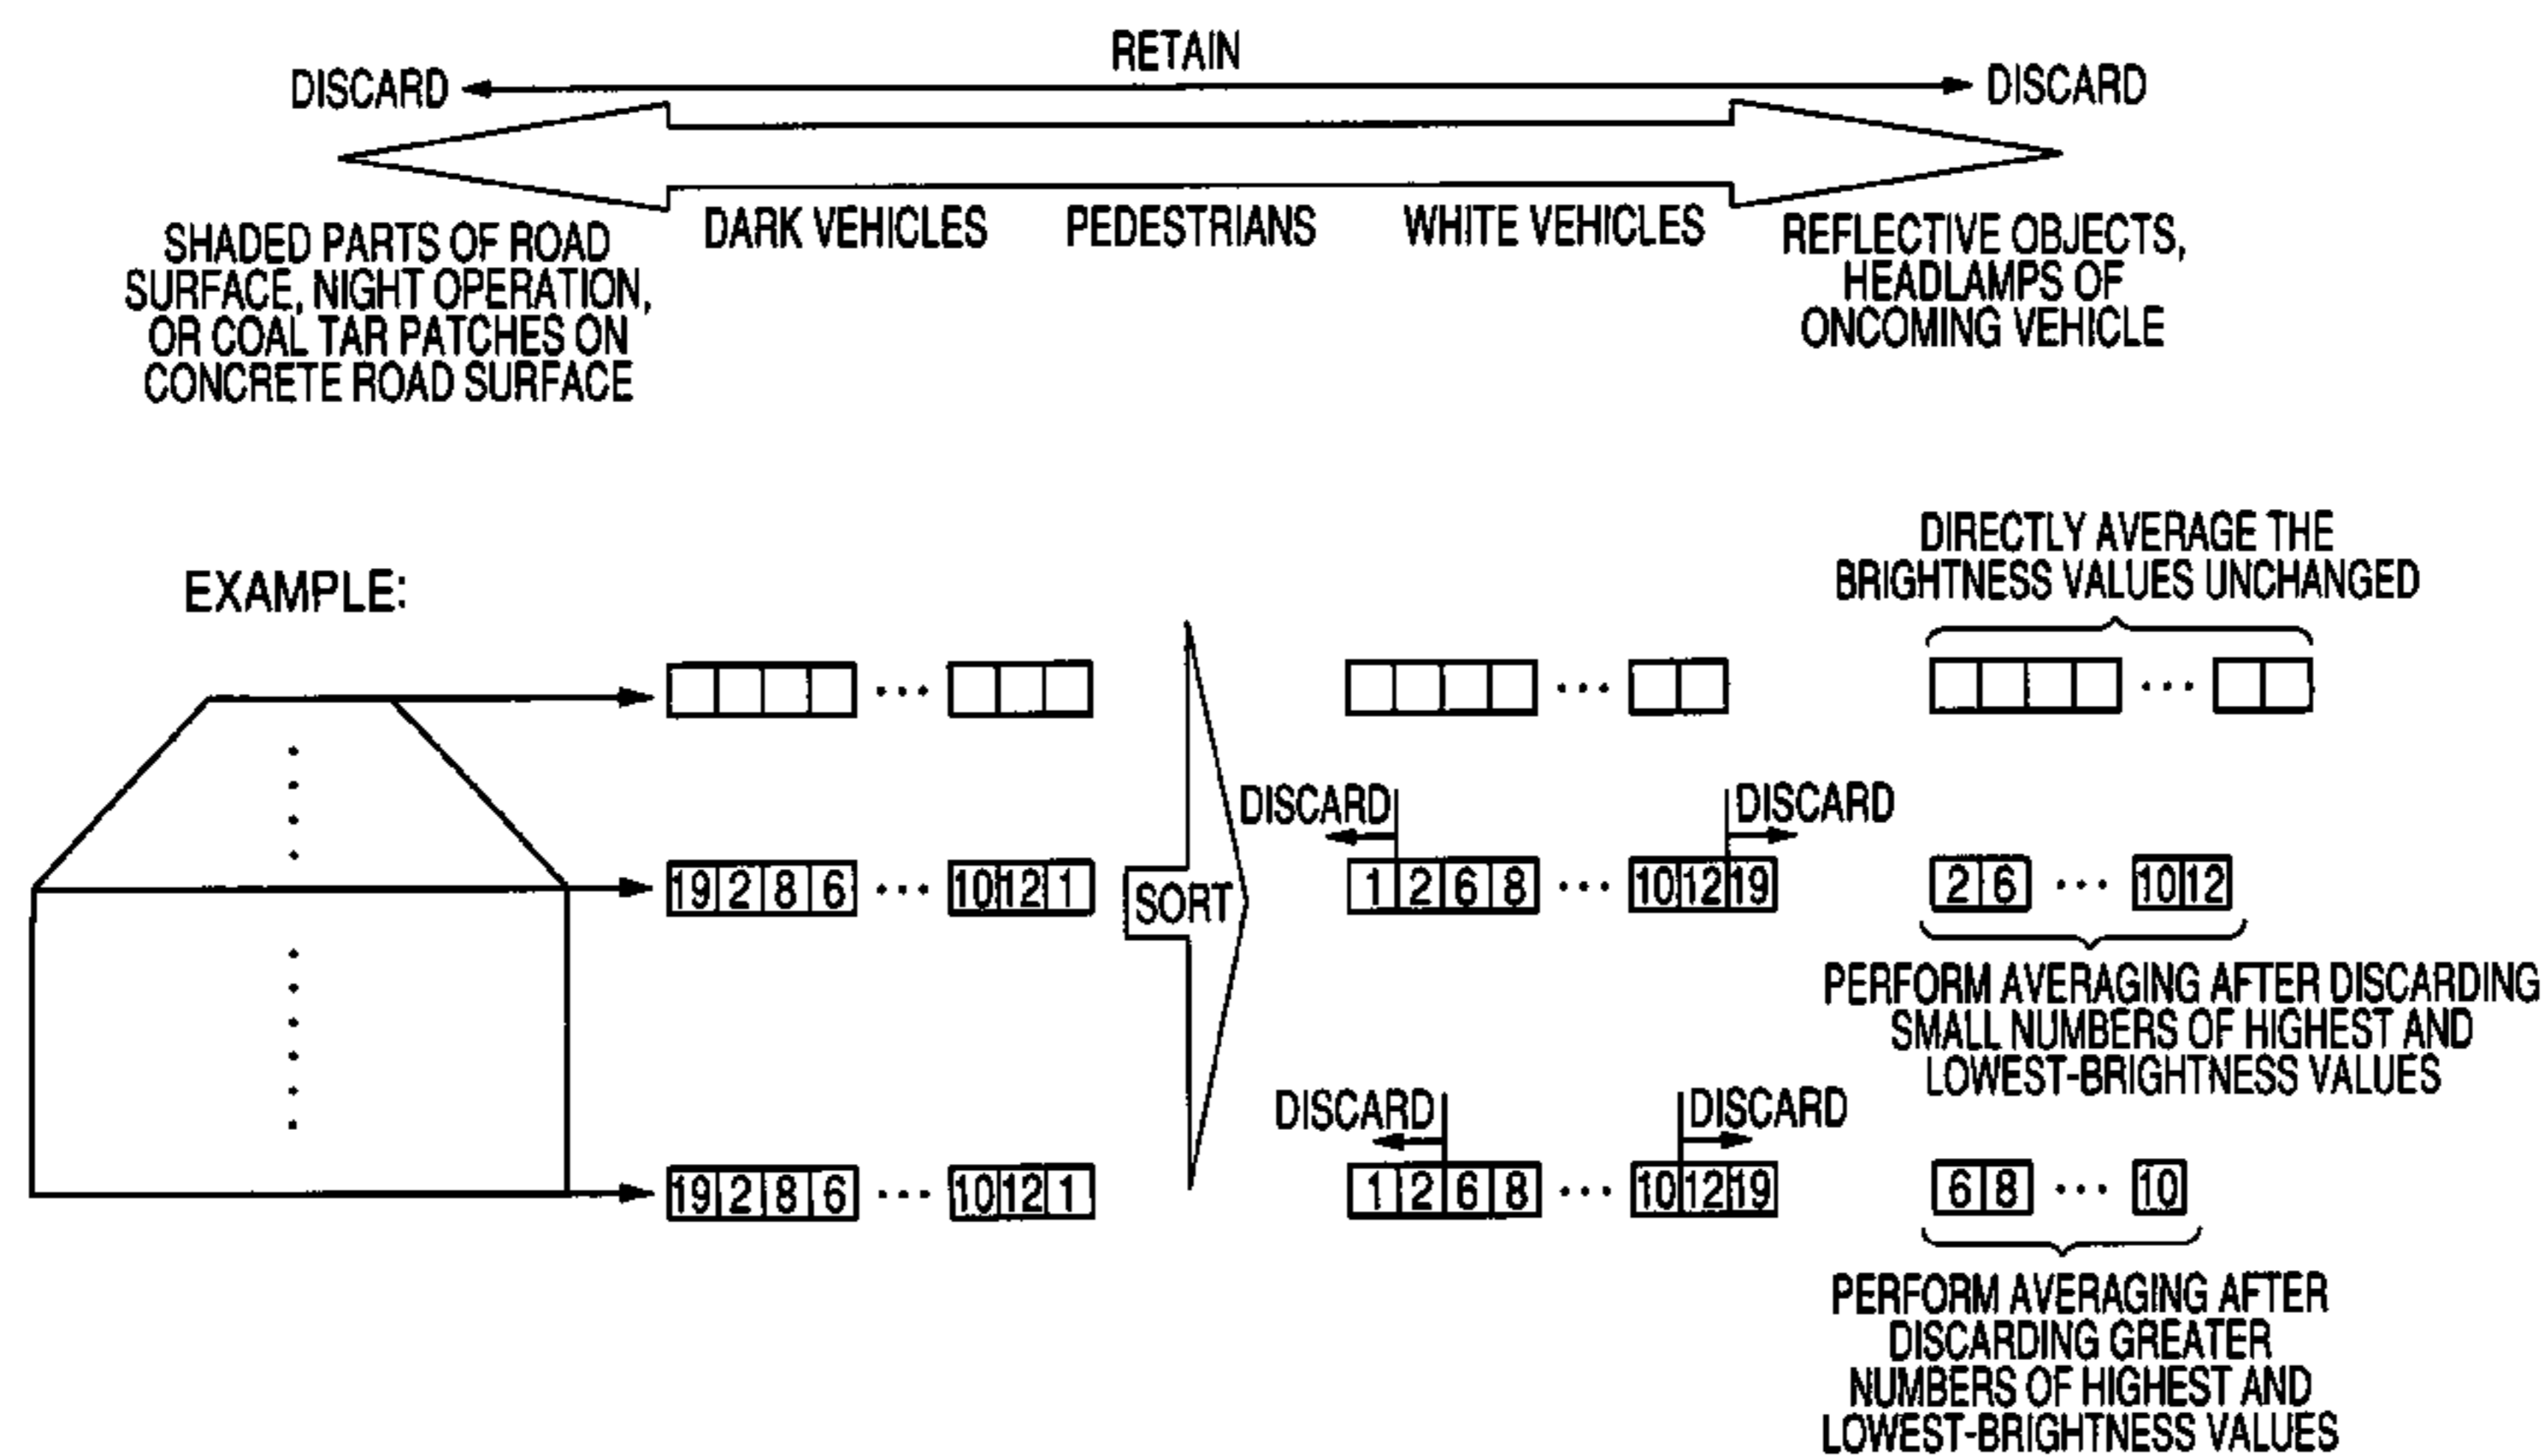 RETAIN
DISCARD
DISCARD
DARK VEHICLES
PEDESTRIANS
WHITE VEHICLES
SHADED PARTS OF ROAD
SURFACE, NIGHT OPERATION,
OR COAL TAR PATCHES ON
CONCRETE ROAD SURFACE
REFLECTIVE OBJECTS,
HEADLAMPS OF
ONCOMING VEHICLE
EXAMPLE:
DIRECTLY AVERAGE THE
BRIGHTNESS VALUES UNCHANGED
SORT
DISCARD
DISCARD
19 2 8 6 ... 10 12 1
1 2 6 8 ... 10 12 19
2 6 ... 10 12
PERFORM AVERAGING AFTER DISCARDING
SMALL NUMBERS OF HIGHEST AND
LOWEST-BRIGHTNESS VALUES
DISCARD
DISCARD
19 2 8 6 ... 10 12 1
1 2 6 8 ... 10 12 19
6 8 ... 10
PERFORM AVERAGING AFTER
DISCARDING GREATER
NUMBERS OF HIGHEST AND
LOWEST-BRIGHTNESS VALUES